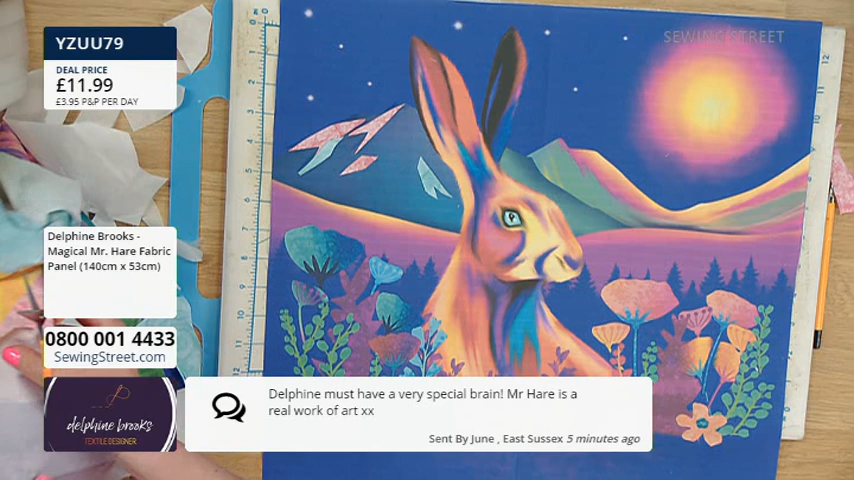 YZUU79
DEAL PRICE
£11.99
£3.95 P&P PER DAY
SEWING STREET
Delphine Brooks -
Magical Mr. Hare Fabric
Panel (140cm x 53cm)
0800 001 4433
SewingStreet.com
delphine brooks
TEXTILE DESIGNER
Delphine must have a very special brain! Mr Hare is a
real work of art xx
Sent By June , East Sussex 5 minutes ago